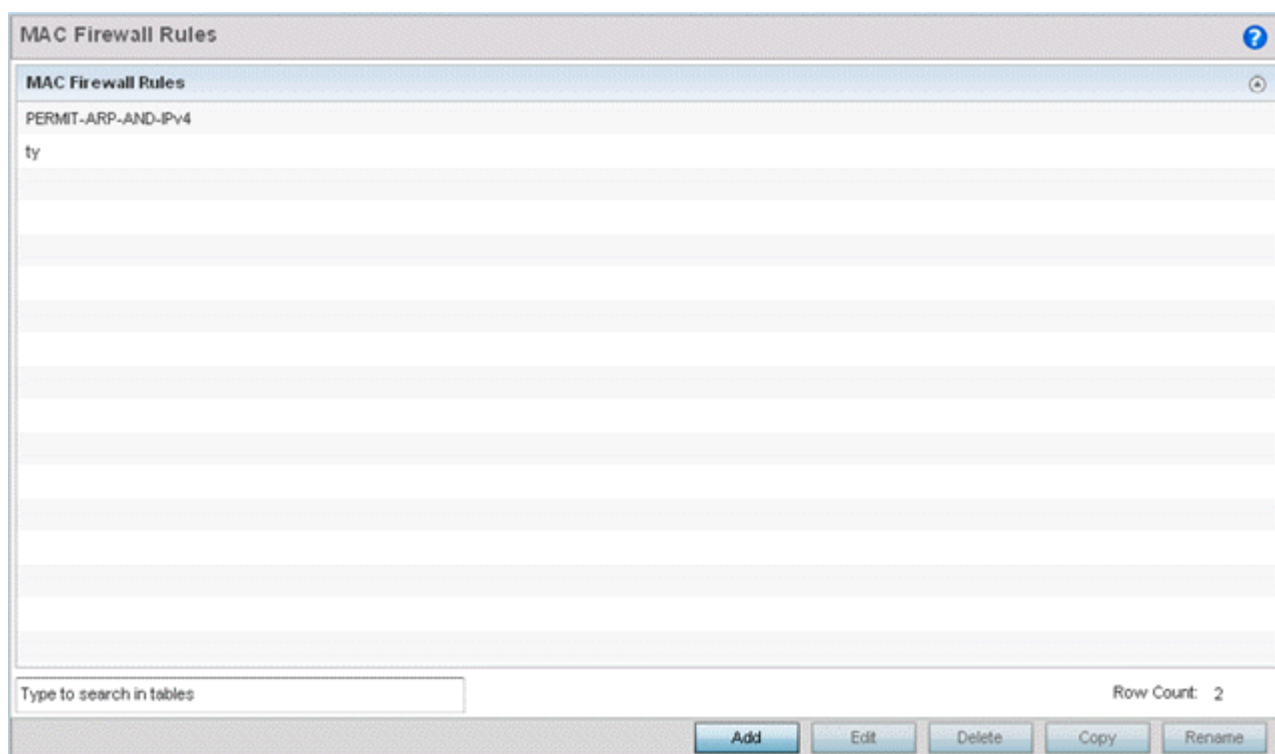 MAC Firewall Rules
?
MAC Firewall Rules
PERMIT-ARP-AND-IPv4
ty
Type to search in tables
Row Count: 2
Add Edit Delete Copy Rename